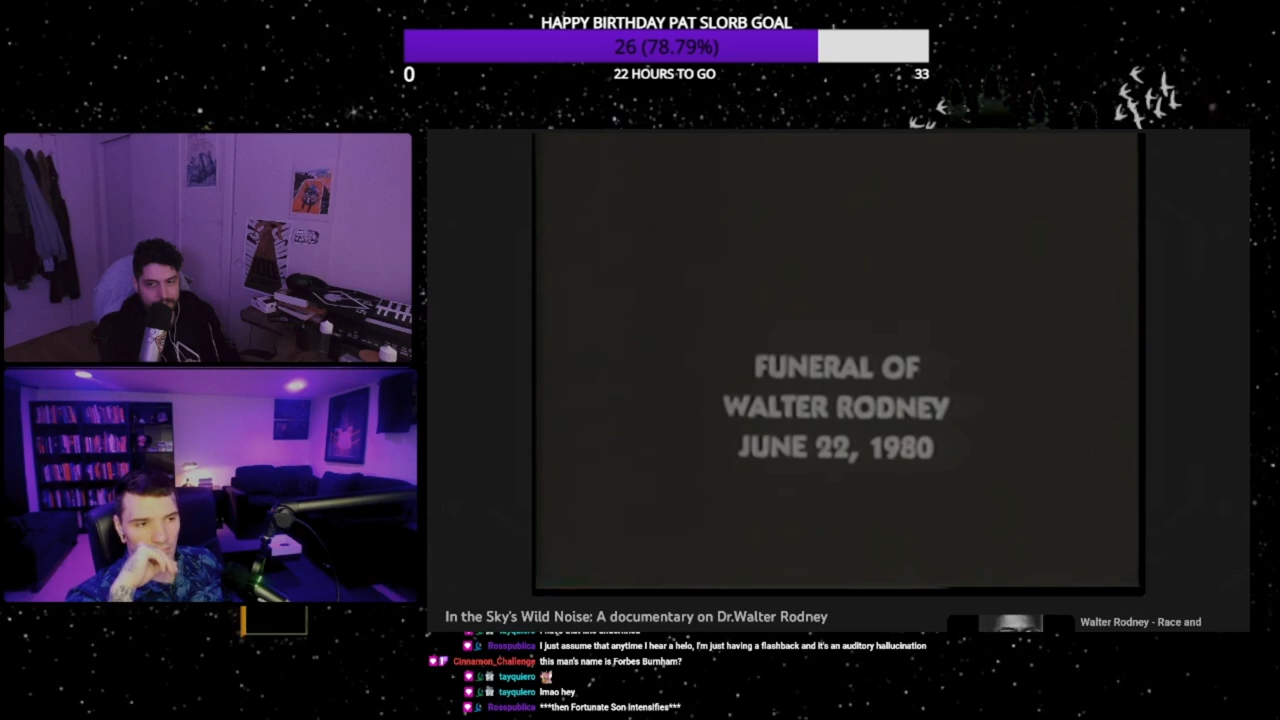 HAPPY BIRTHDAY PAT SLORB GOAL
26 (78.79%)
0
22 HOURS TO GO
33
FUNERAL OF
WALTER RODNEY
JUNE 22, 1980
In the Sky's Wild Noise: A documentary on Dr.Walter Rodney
Walter Rodney - Race and
tayquiero
Rosspublica I just assume that anytime I hear a helo, I'm just having a flashback and it's an auditory hallucination
Cinnamon_Challenge this man's name is Forbes Burnham?
tayquiero
tayquiero lmao hey
Rosspublica ***then Fortunate Son intensifies***